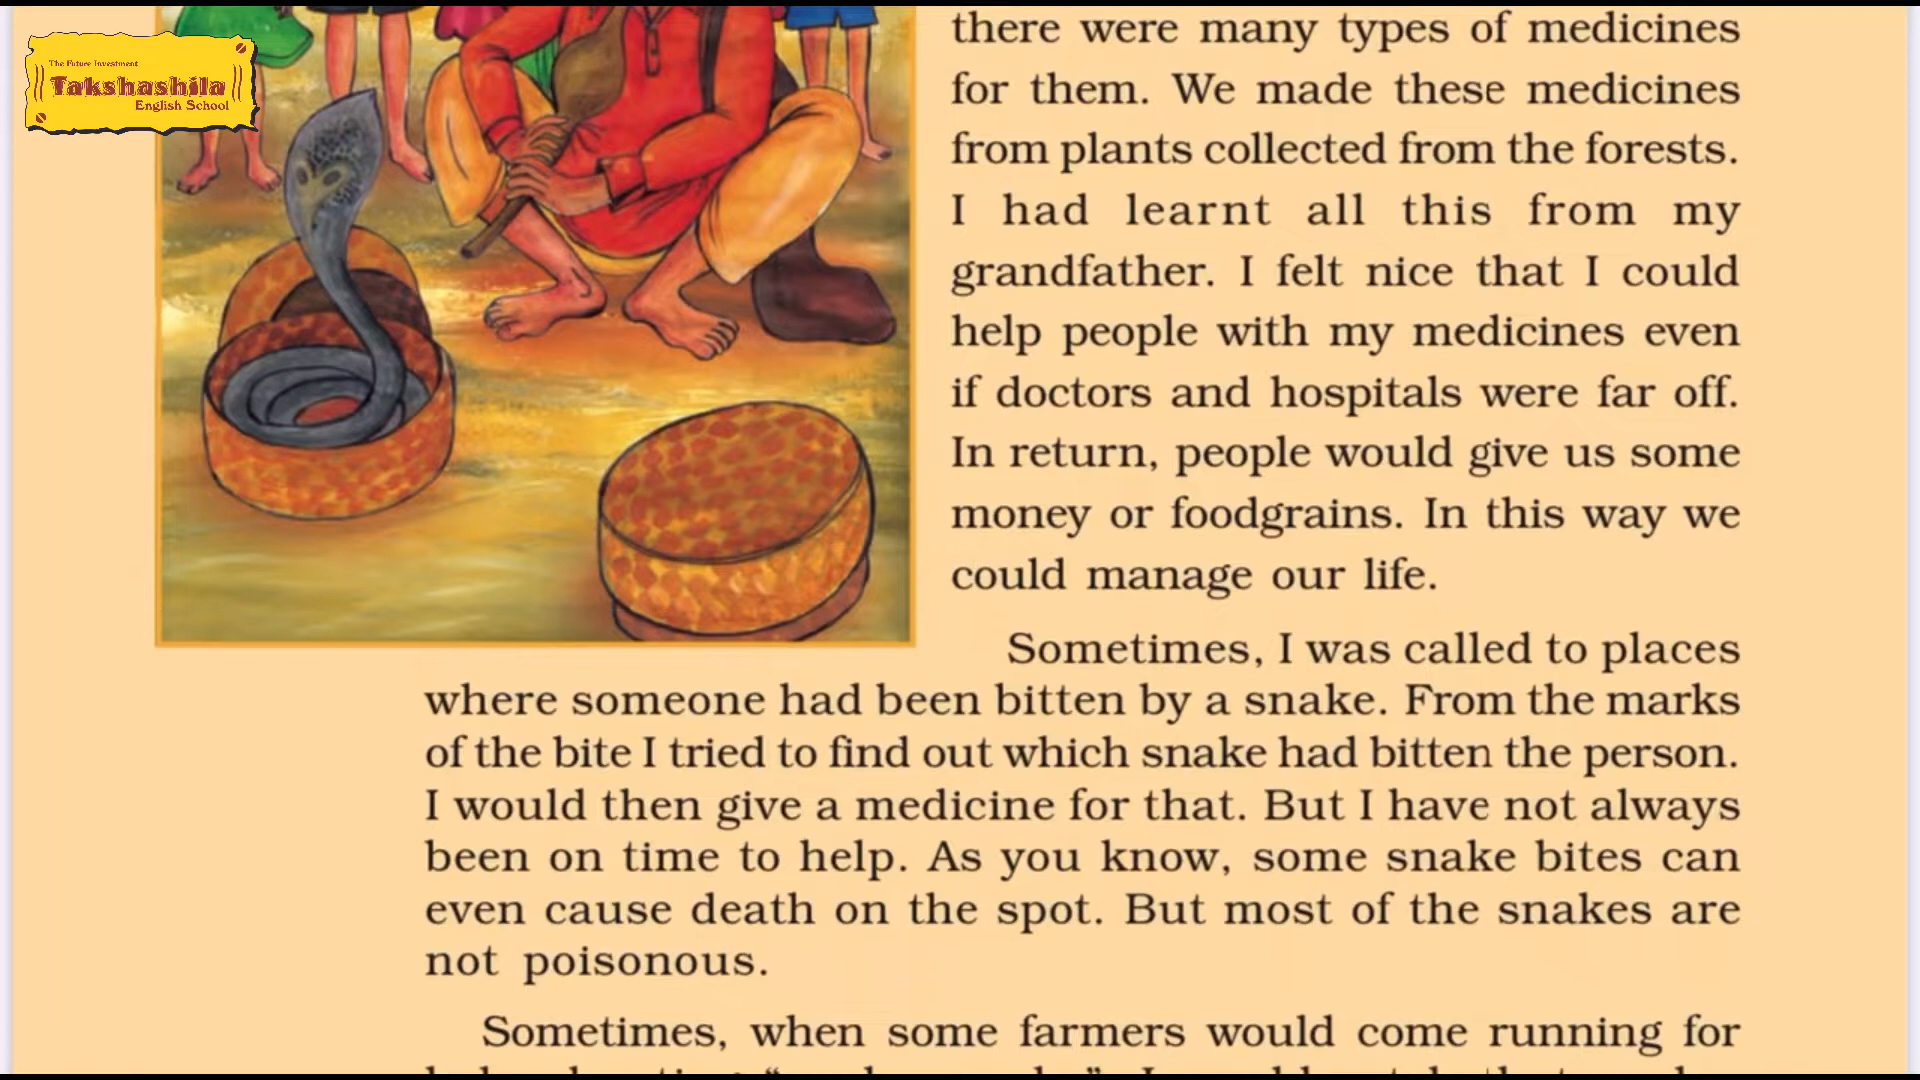 The Future Investment
Takshashila
English School
there were many types of medicines
for them. We made these medicines
from plants collected from the forests.
I had learnt all this from my
grandfather. I felt nice that I could
help people with my medicines even
if doctors and hospitals were far off.
In return, people would give us some
money or foodgrains. In this way we
could manage our life.
Sometimes, I was called to places
where someone had been bitten by a snake. From the marks
of the bite I tried to find out which snake had bitten the person.
I would then give a medicine for that. But I have not always
been on time to help. As you know, some snake bites can
even cause death on the spot. But most of the snakes are
not poisonous.
Sometimes, when some farmers would come running for